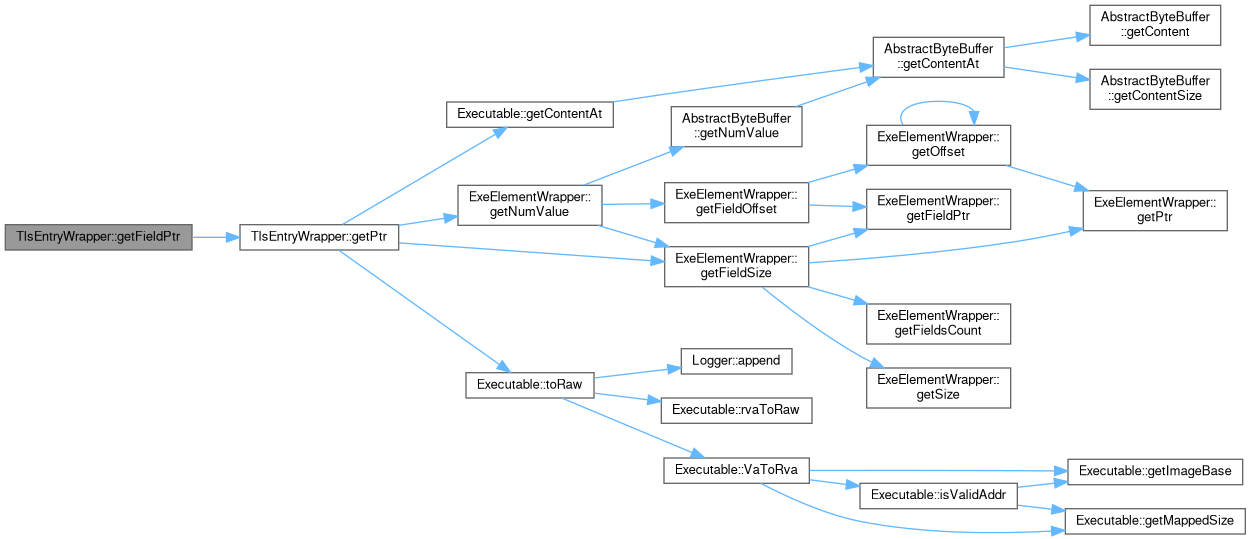 TlsEntryWrapper::getFieldPtr
TlsEntryWrapper::getPtr
Executable::getContentAt
AbstractByteBuffer
::getContentAt
AbstractByteBuffer
::getContent
AbstractByteBuffer
::getContentSize
ExeElementWrapper::
getNumValue
AbstractByteBuffer
::getNumValue
ExeElementWrapper::
getFieldOffset
ExeElementWrapper::
getOffset
ExeElementWrapper::
getFieldPtr
ExeElementWrapper::
getPtr
ExeElementWrapper::
getFieldSize
ExeElementWrapper::
getFieldsCount
ExeElementWrapper::
getSize
Executable::toRaw
Logger::append
Executable::rvaToRaw
Executable::VaToRva
Executable::getImageBase
Executable::isValidAddr
Executable::getMappedSize